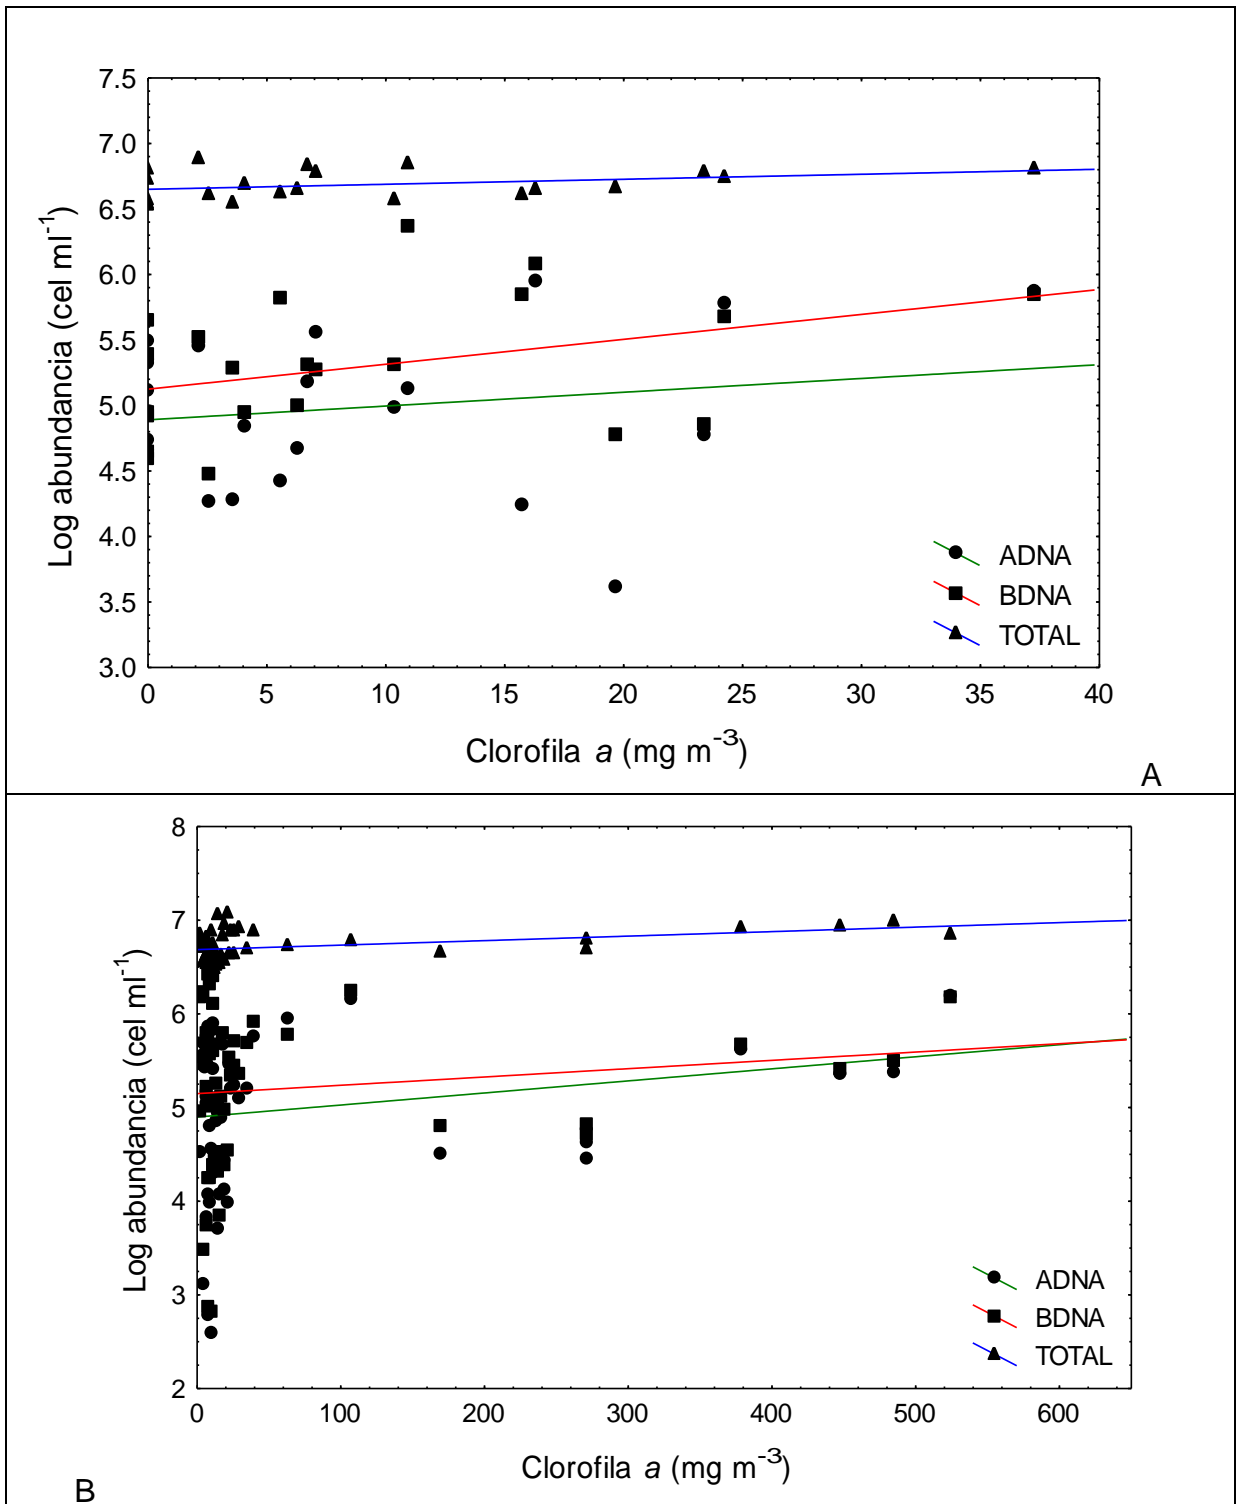 7.5
7.0
6.5
6.0
5.5
5.0
4.5
4.0
3.5
3.0
Log abundancia (cel ml⁻¹)
ADNA
BDNA
TOTAL
0 5 10 15 20 25 30 35 40
Clorofila a (mg m⁻³)
A
8
7
6
5
4
3
2
Log abundancia (cel ml⁻¹)
ADNA
BDNA
TOTAL
0 100 200 300 400 500 600
Clorofila a (mg m⁻³)
B